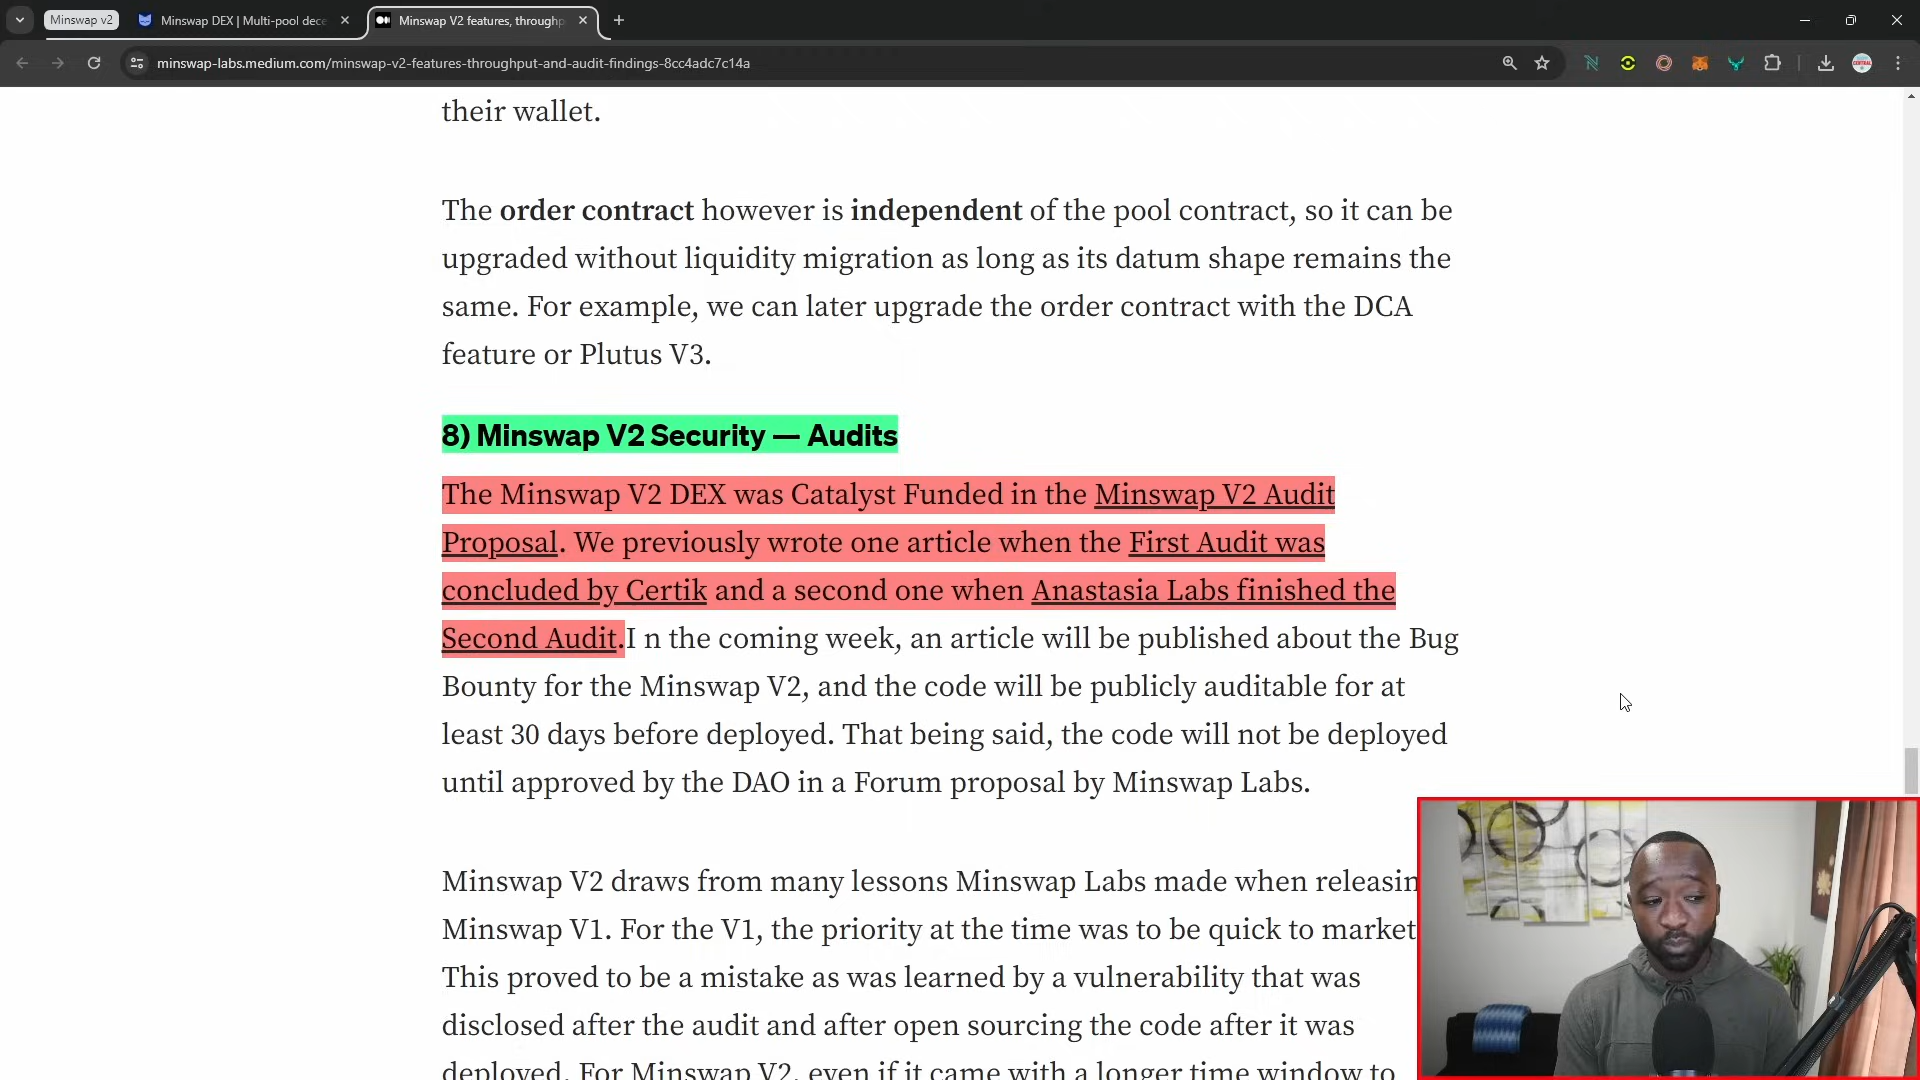 Minswap v2
Minswap DEX | Multi-pool dece
Minswap V2 features, throughp
minswap-labs.medium.com/minswap-v2-features-throughput-and-audit-findings-8cc4adc7c14a
their wallet.
The order contract however is independent of the pool contract, so it can be
upgraded without liquidity migration as long as its datum shape remains the
same. For example, we can later upgrade the order contract with the DCA
feature or Plutus V3.
8) Minswap V2 Security — Audits
The Minswap V2 DEX was Catalyst Funded in the Minswap V2 Audit
Proposal. We previously wrote one article when the First Audit was
concluded by Certik and a second one when Anastasia Labs finished the
Second Audit.I n the coming week, an article will be published about the Bug
Bounty for the Minswap V2, and the code will be publicly auditable for at
least 30 days before deployed. That being said, the code will not be deployed
until approved by the DAO in a Forum proposal by Minswap Labs.
Minswap V2 draws from many lessons Minswap Labs made when releasin
Minswap V1. For the V1, the priority at the time was to be quick to market
This proved to be a mistake as was learned by a vulnerability that was
disclosed after the audit and after open sourcing the code after it was
deployed. For Minswap V2, even if it came with a longer time window to